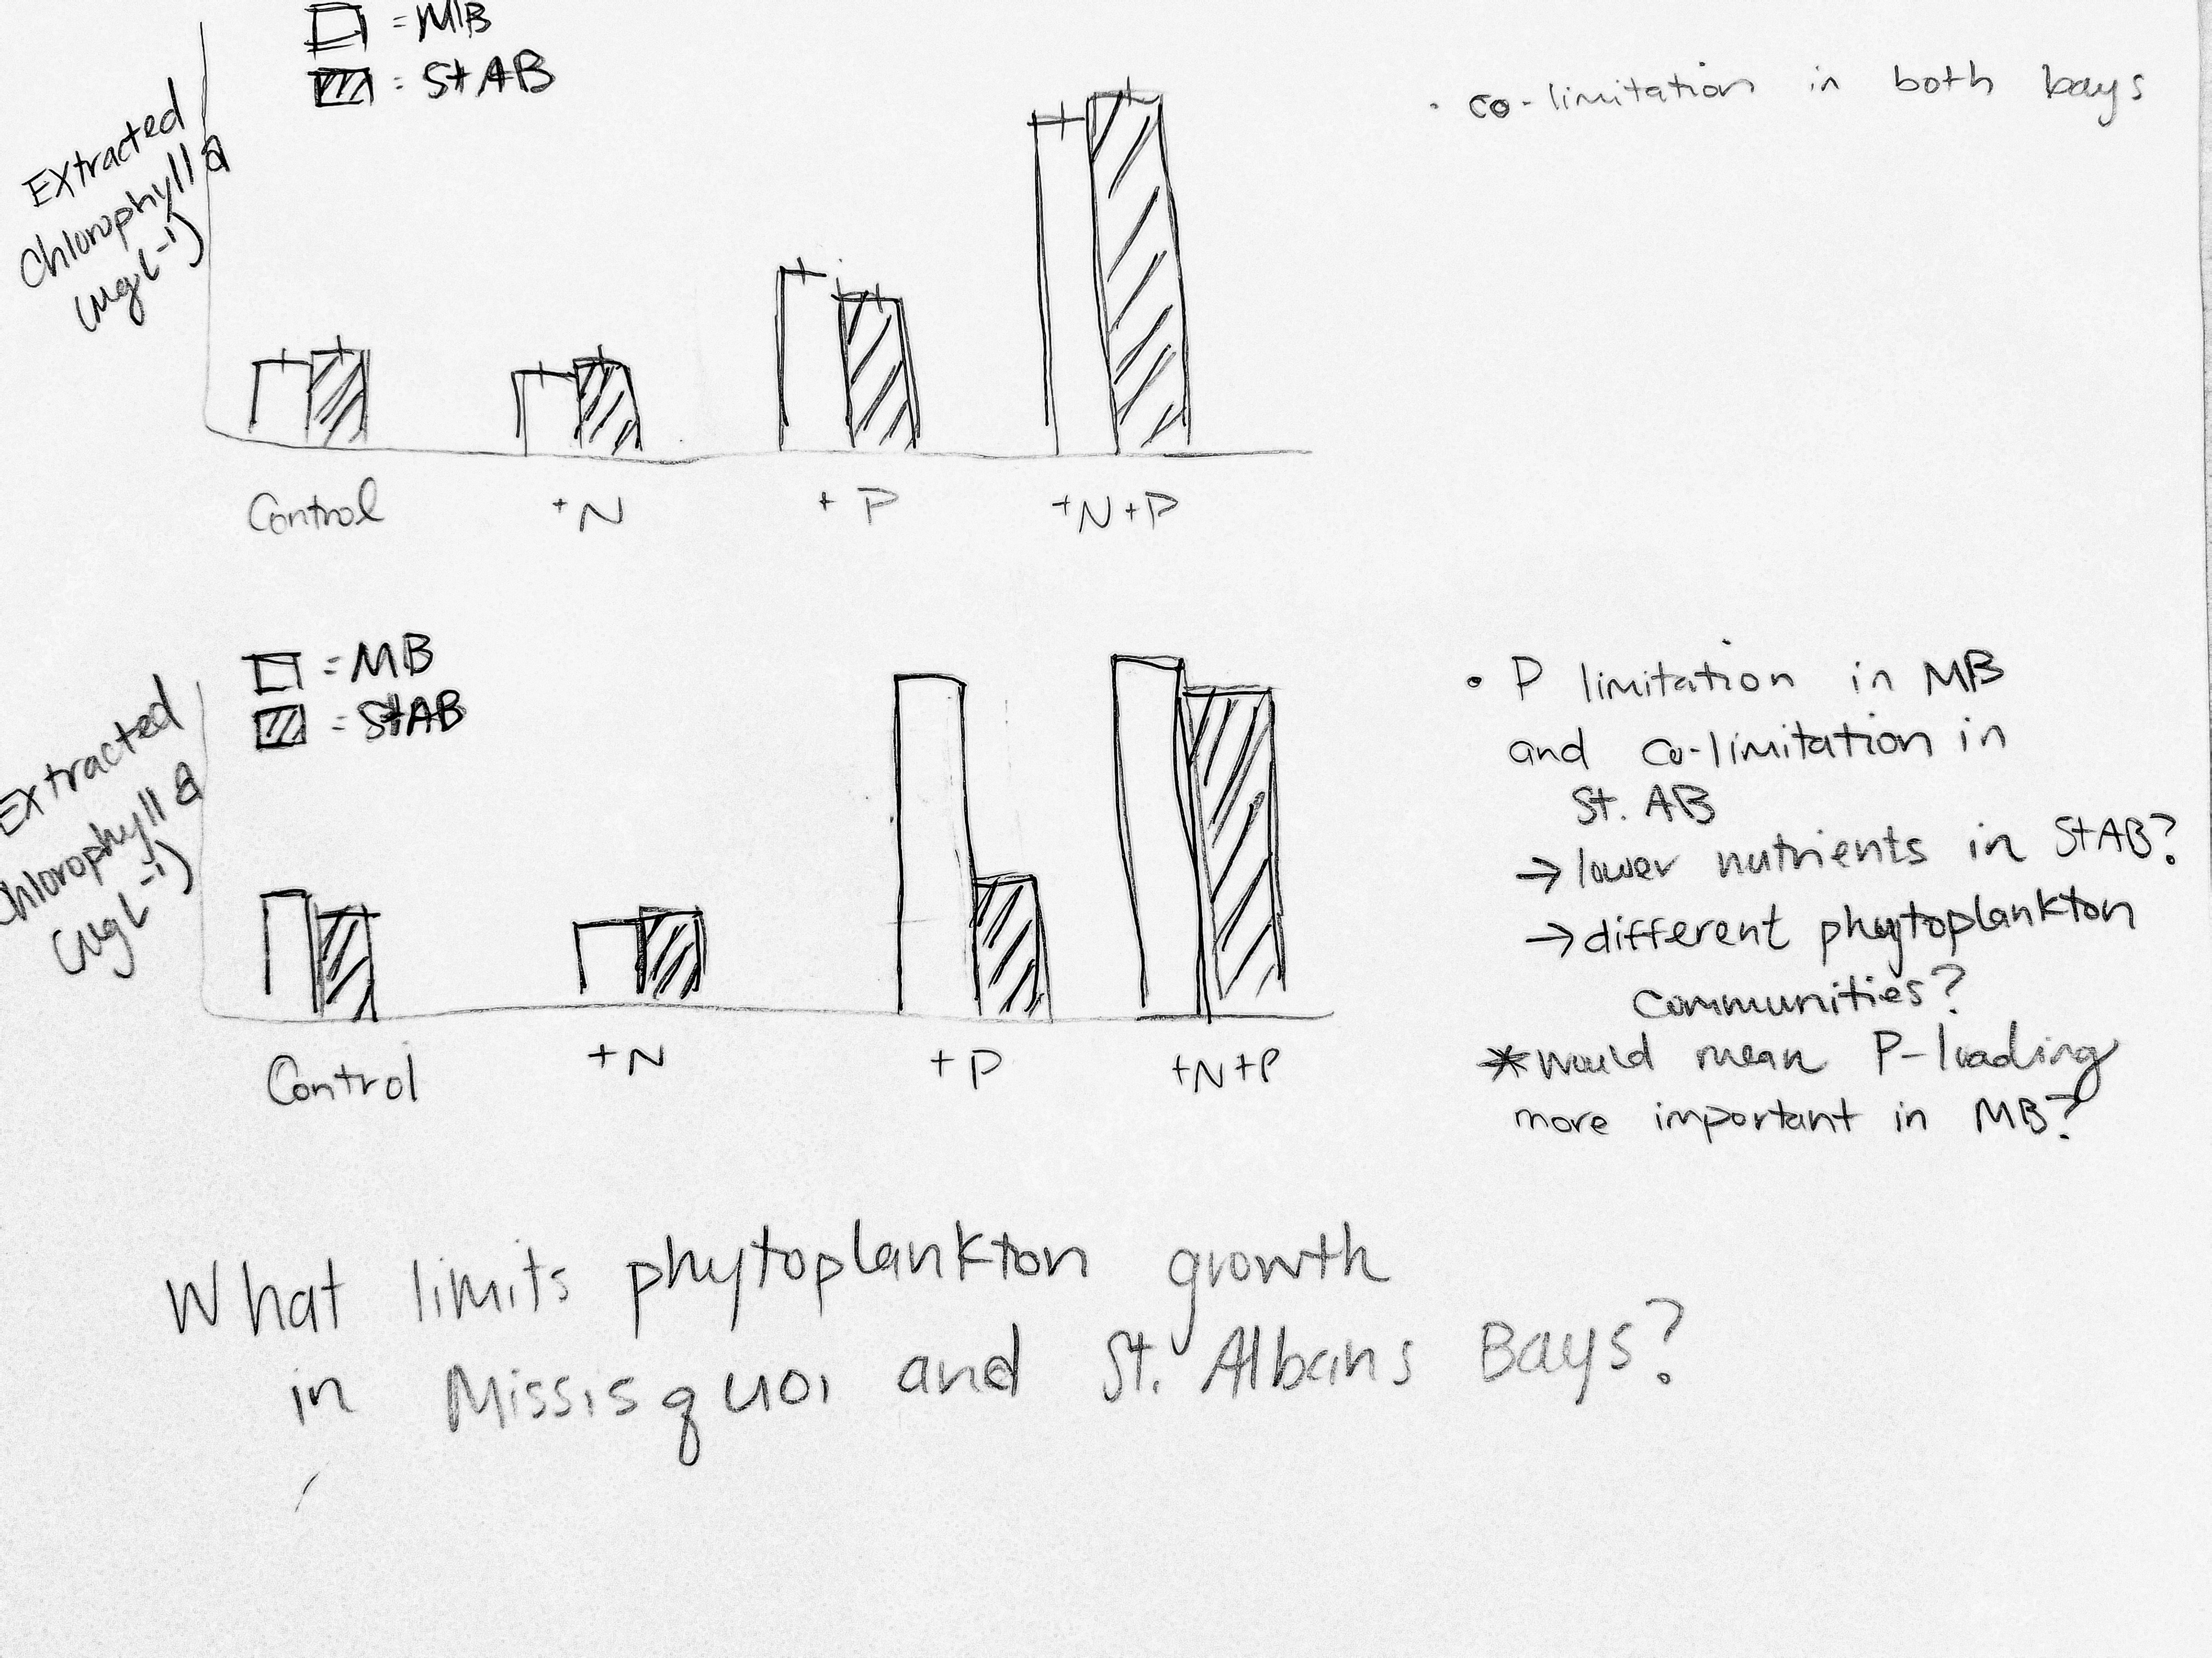 = MB
= StAB
Extracted
Chlorophyll a
(ug L-1)
Control
+N
+P
+N+P
· co-limitation in both bays
= MB
= StAB
Extracted
Chlorophyll a
(ug L-1)
Control
+N
+P
+N+P
• P limitation in MB
and co-limitation in
St. AB
→ lower nutrients in StAB?
→ different phytoplankton
communities?
* would mean P-loading
more important in MB?
What limits phytoplankton growth
in Missisquoi and St. Albans Bays?